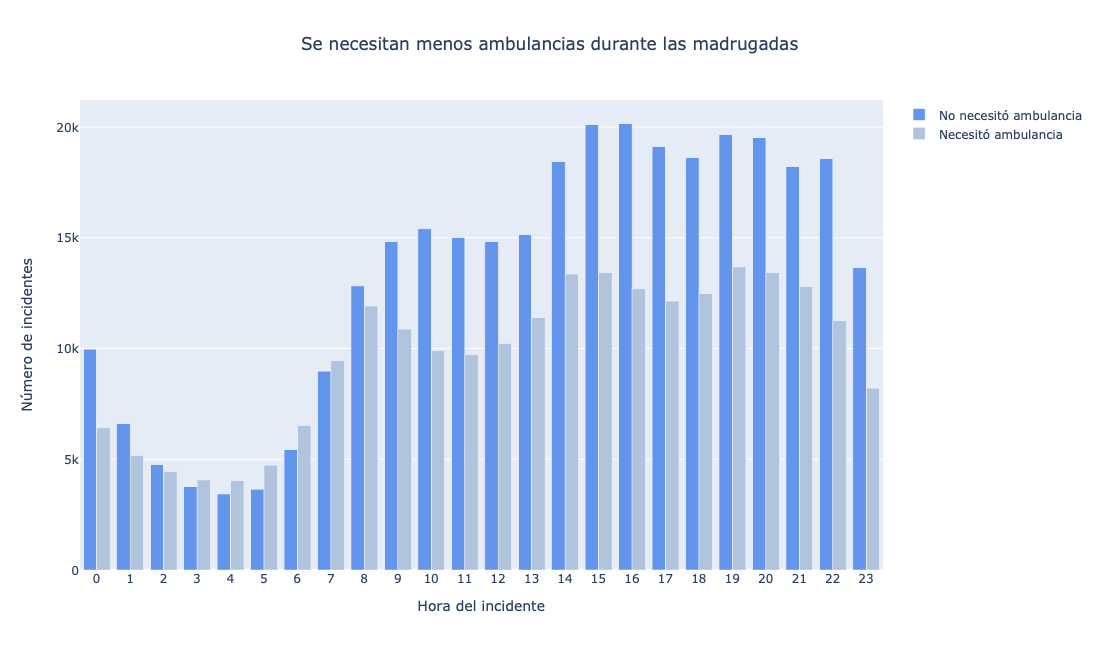 Se necesitan menos ambulancias durante las madrugadas
No necesitó ambulancia
Necesitó ambulancia
20k
15k
10k
5k
0
Número de incidentes
0 1 2 3 4 5 6 7 8 9 10 11 12 13 14 15 16 17 18 19 20 21 22 23
Hora del incidente